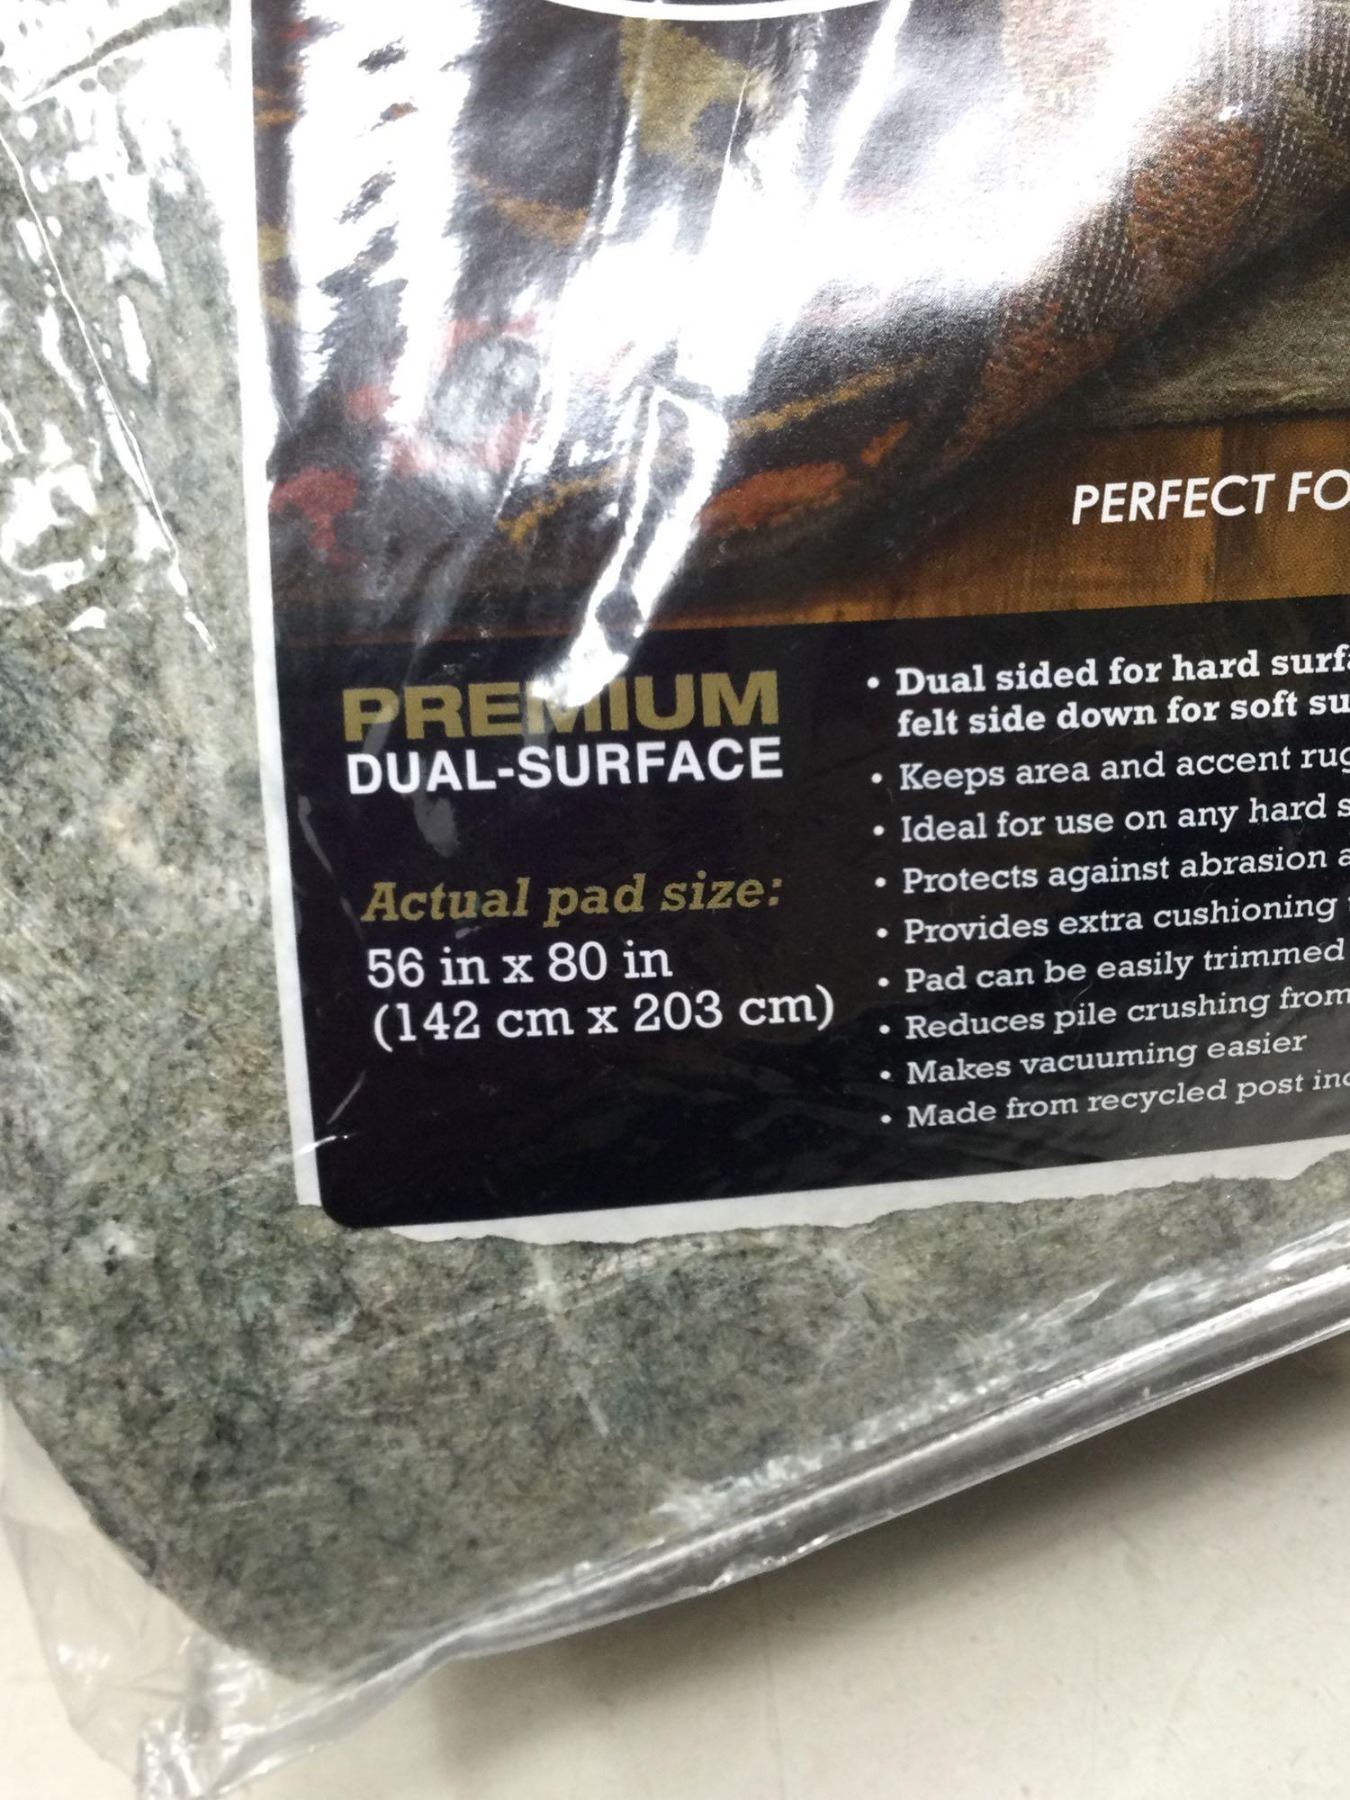 PERFECT FO
PREMIUM
DUAL-SURFACE
Actual pad size:
56 in x 80 in
(142 cm x 203 cm)
• Dual sided for hard surf
felt side down for soft su
• Keeps area and accent rug
• Ideal for use on any hard s
• Protects against abrasion a
• Provides extra cushioning
• Pad can be easily trimmed
• Reduces pile crushing from
• Makes vacuuming easier
• Made from recycled post in